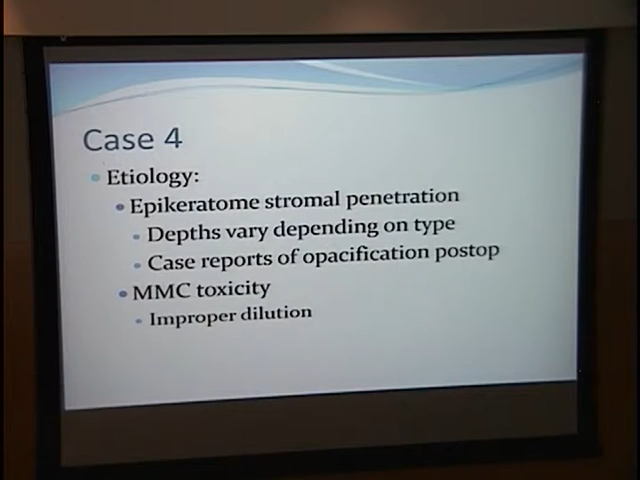 Case 4
Etiology:
Epikeratome stromal penetration
Depths vary depending on type
Case reports of opacification postop
MMC toxicity
Improper dilution